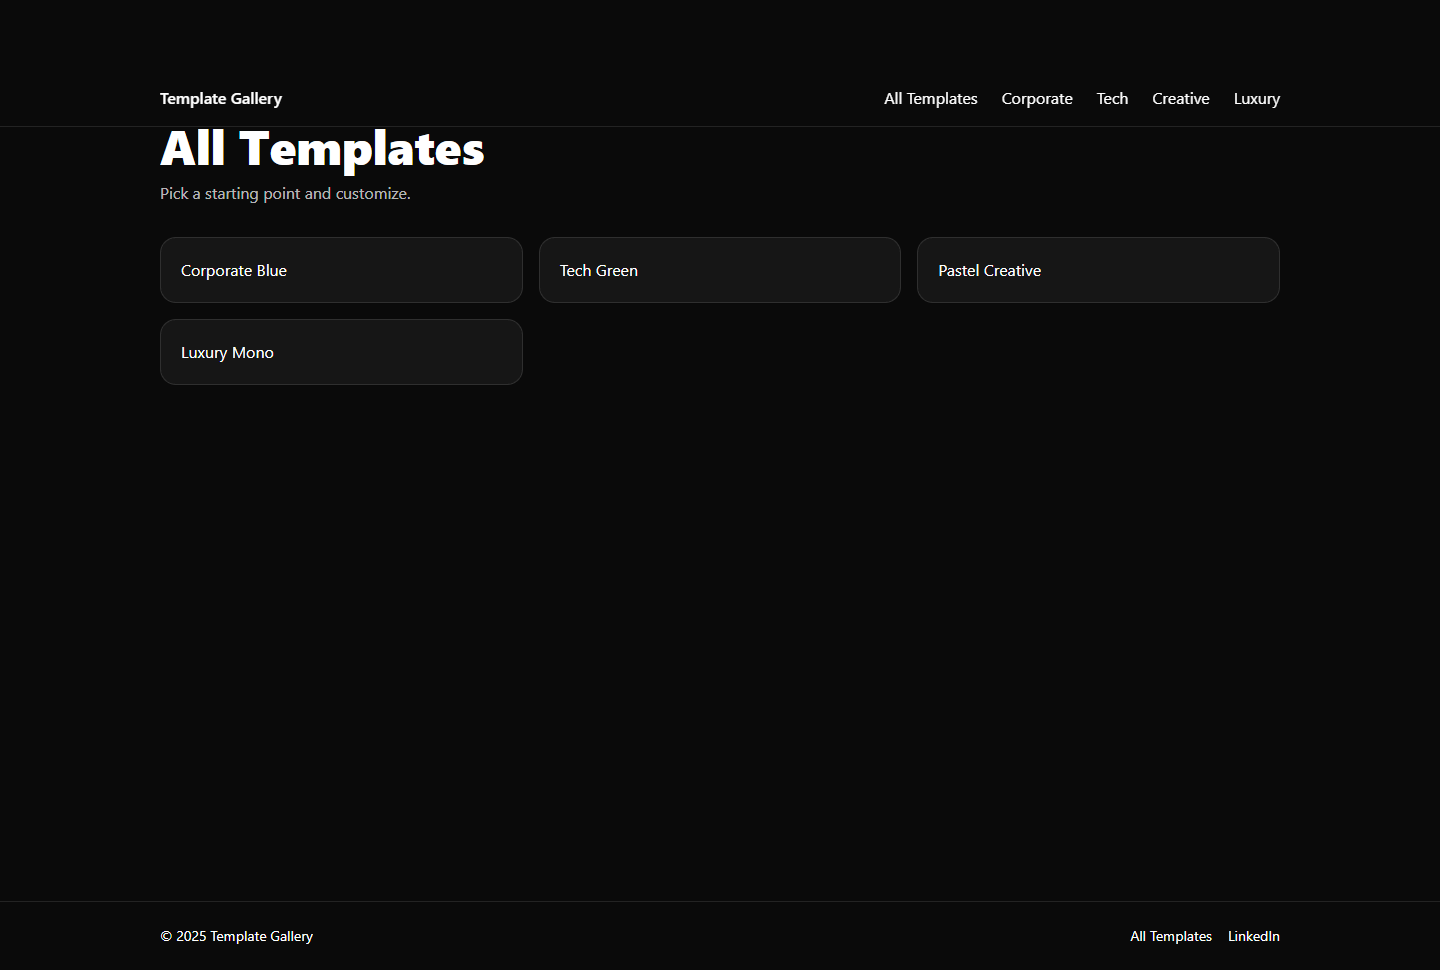 Template Gallery
All Templates Corporate Tech Creative Luxury
All Templates
Pick a starting point and customize.
Corporate Blue
Tech Green
Pastel Creative
Luxury Mono
© 2025 Template Gallery
All Templates LinkedIn